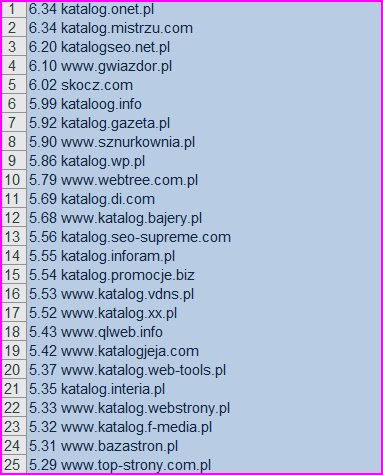 1 6.34 katalog.onet.pl
2 6.34 katalog.mistrzu.com
3 6.20 katalogseo.net.pl
4 6.10 www.gwiazdor.pl
5 6.02 skocz.com
6 5.99 kataloog.info
7 5.92 katalog.gazeta.pl
8 5.90 www.sznurkownia.pl
9 5.86 katalog.wp.pl
10 5.79 www.webtree.com.pl
11 5.69 katalog.di.com
12 5.68 www.katalog.bajery.pl
13 5.56 katalog.seo-supreme.com
14 5.55 katalog.inforam.pl
15 5.54 katalog.promocje.biz
16 5.53 www.katalog.vdns.pl
17 5.52 www.katalog.xx.pl
18 5.43 www.qlweb.info
19 5.42 www.katalogjeja.com
20 5.37 www.katalog.web-tools.pl
21 5.35 katalog.interia.pl
22 5.33 www.katalog.webstrony.pl
23 5.32 www.katalog.f-media.pl
24 5.31 www.bazastron.pl
25 5.29 www.top-strony.com.pl